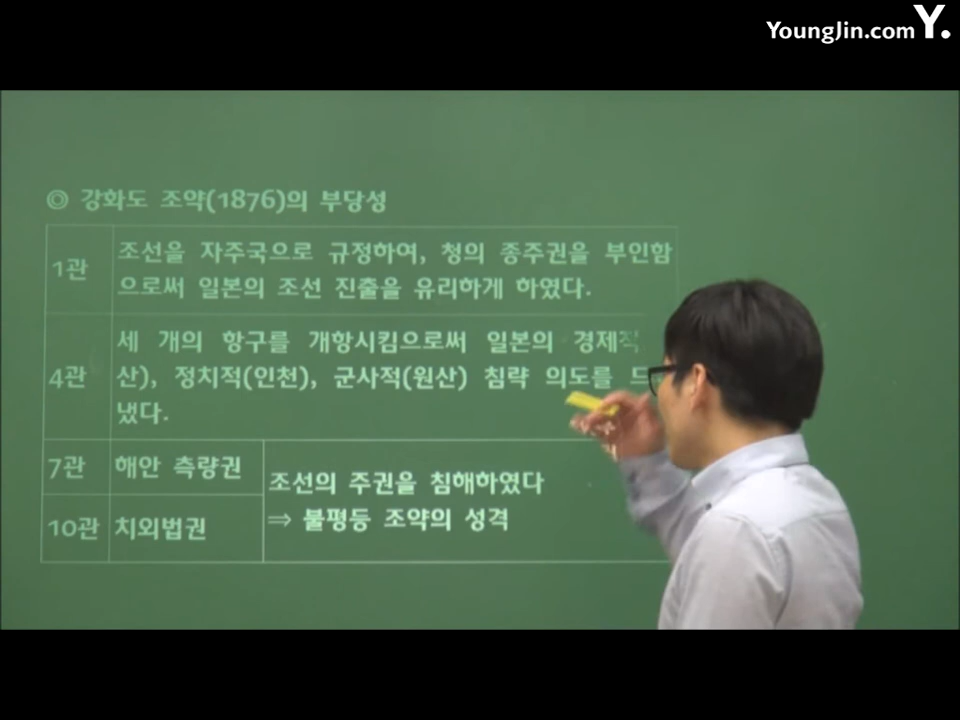 YoungJin.com Y.
◎ 강화도 조약(1876)의 부당성
1관
조선을 자주국으로 규정하여, 청의 종주권을 부인함
으로써 일본의 조선 진출을 유리하게 하였다.
4관
세 개의 항구를 개항시킴으로써 일본의 경제적
산), 정치적(인천), 군사적(원산) 침략 의도를 드
냈다.
7관
해안 측량권
조선의 주권을 침해하였다
⇒ 불평등 조약의 성격
10관
치외법권